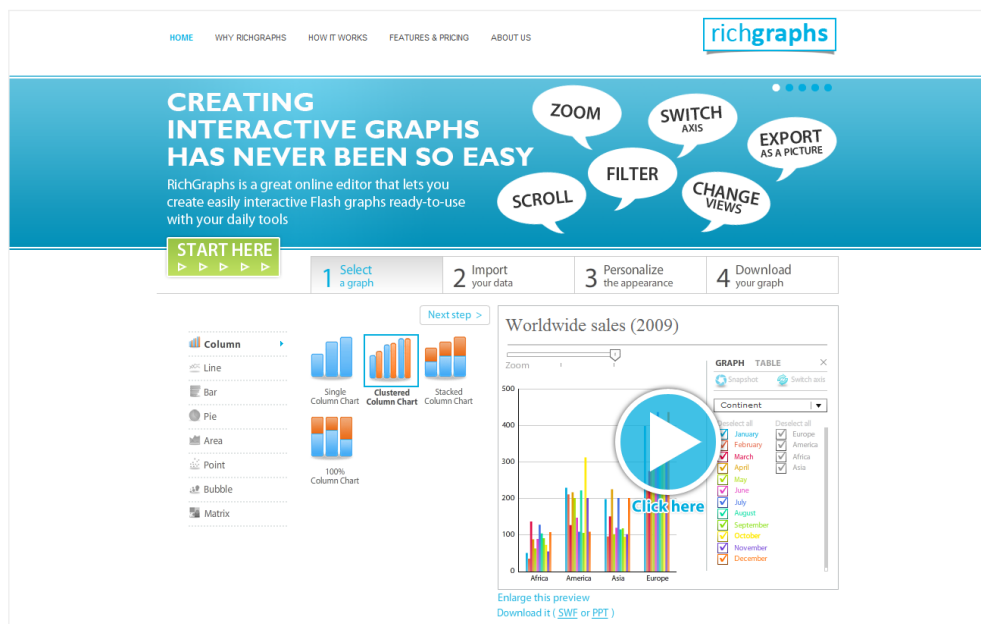 HOME WHY RICHGRAPHS HOW IT WORKS FEATURES & PRICING ABOUT US
richgraphs
CREATING
INTERACTIVE GRAPHS
HAS NEVER BEEN SO EASY
RichGraphs is a great online editor that lets you
create easily interactive Flash graphs ready-to-use
with your daily tools
ZOOM
SWITCH
AXIS
EXPORT
AS A PICTURE
FILTER
SCROLL
CHANGE
VIEWS
START HERE
1 Select
a graph
2 Import
your data
3 Personalize
the appearance
4 Download
your graph
Next step >
Column
Line
Bar
Pie
Area
Point
Bubble
Matrix
Single
Column Chart
Clustered
Column Chart
Stacked
Column Chart
100%
Column Chart
Worldwide sales (2009)
Zoom
GRAPH TABLE
Snapshot Switch axis
Continent
Deselect all Deselect all
January Europe
February America
March Africa
April Asia
May
June
July
August
September
October
November
December
500
400
300
200
100
0
Africa America Asia Europe
Click here
Enlarge this preview
Download it ( SWF or PPT )